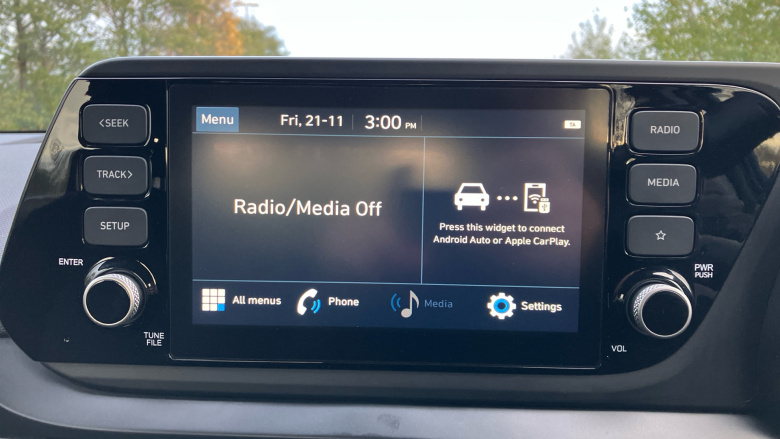 <SEEK
TRACK>
SETUP
ENTER
TUNE
FILE
Menu
Fri, 21-11
3:00 PM
Radio/Media Off
Press this widget to connect
Android Auto or Apple CarPlay.
All menus
Phone
Media
Settings
RADIO
MEDIA
PWR
PUSH
VOL